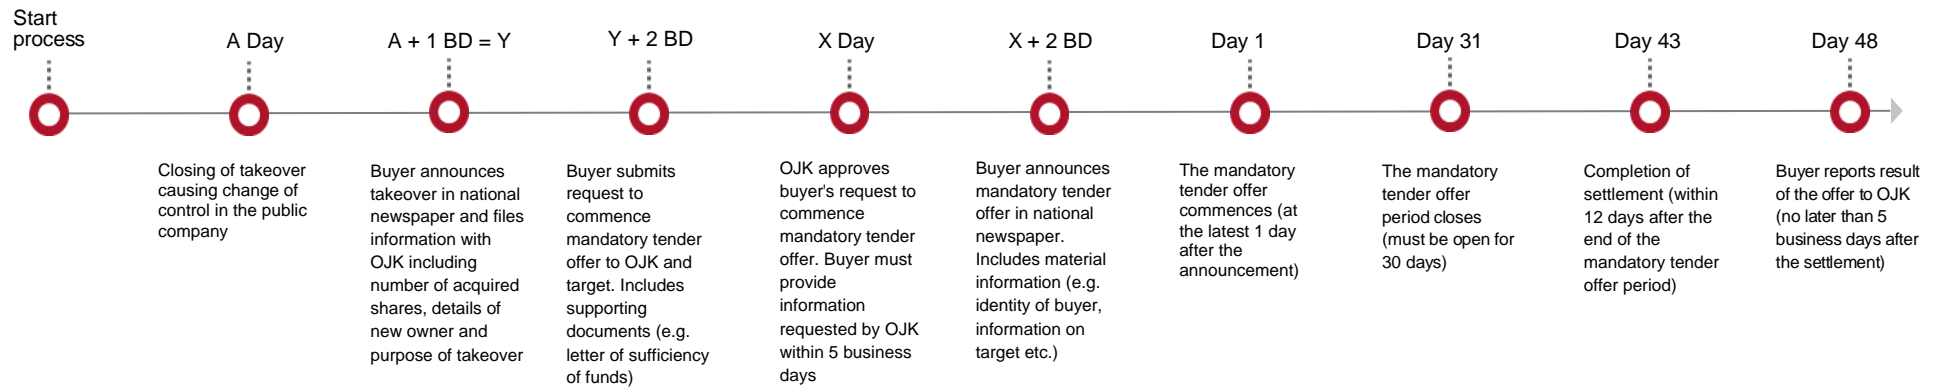 Start
process
A Day
A + 1 BD = Y
Y + 2 BD
X Day
X + 2 BD
Day 1
Day 31
Day 43
Day 48
Closing of takeover
causing change of
control in the public
company
Buyer announces
takeover in national
newspaper and files
information with
OJK including
number of acquired
shares, details of
new owner and
purpose of takeover
Buyer submits
request to
commence
mandatory tender
offer to OJK and
target. Includes
supporting
documents (e.g.
letter of sufficiency
of funds)
OJK approves
buyer's request to
commence
mandatory tender
offer. Buyer must
provide
information
requested by OJK
within 5 business
days
Buyer announces
mandatory tender
offer in national
newspaper.
Includes material
information (e.g.
identity of buyer,
information on
target etc.)
The mandatory
tender offer
commences (at
the latest 1 day
after the
announcement)
The mandatory
tender offer
period closes
(must be open for
30 days)
Completion of
settlement (within
12 days after the
end of the
mandatory tender
offer period)
Buyer reports result
of the offer to OJK
(no later than 5
business days after
the settlement)